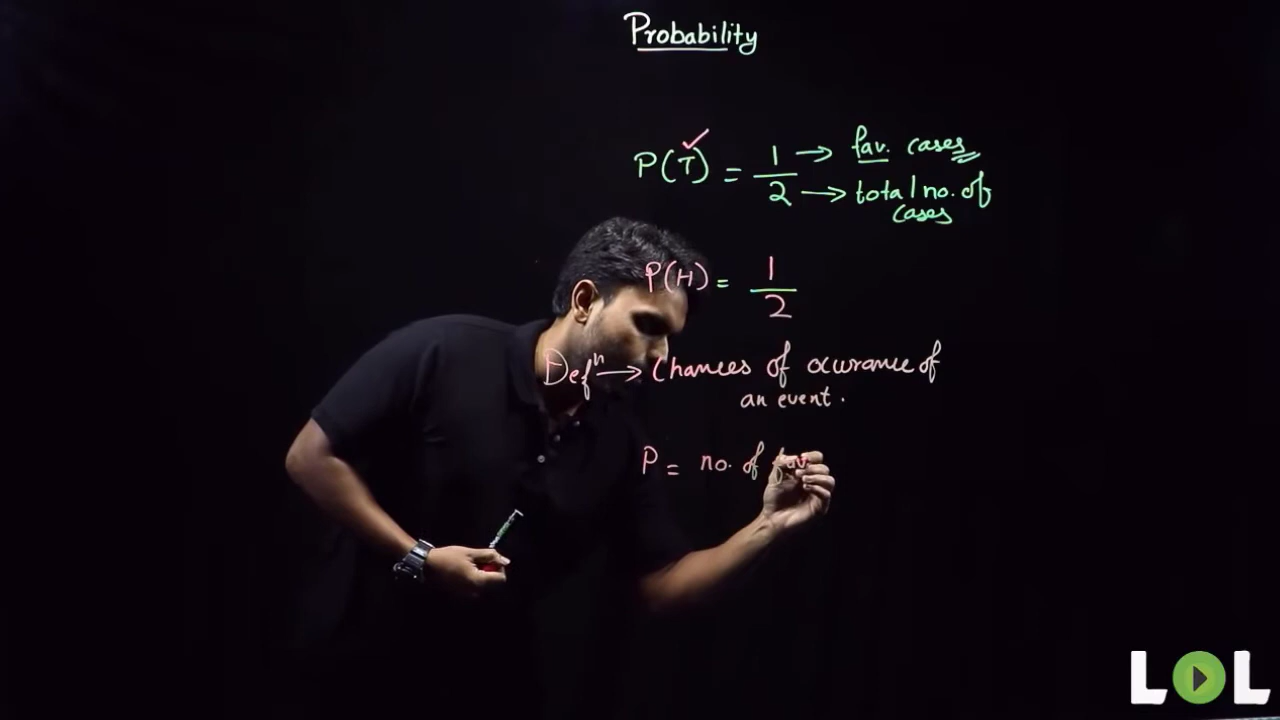 Probability
P(T) = 1/2 → fav. cases
→ total no. of cases
P(H) = 1/2
Defⁿ → Chances of ocurance of
an event.
P = no. of fav
LOL